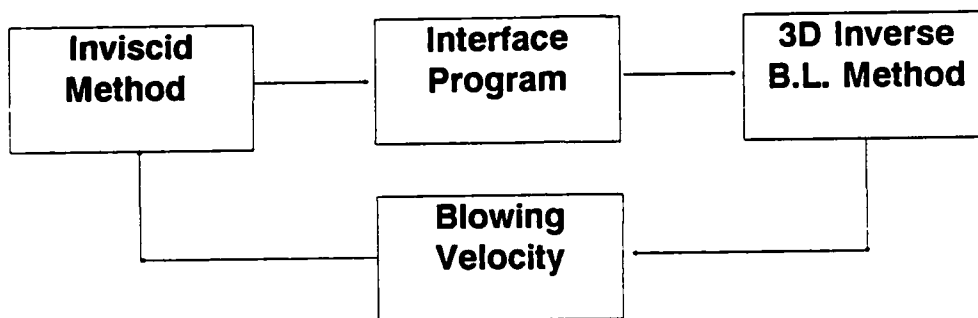 Inviscid
Method
Interface
Program
3D Inverse
B.L. Method
Blowing
Velocity